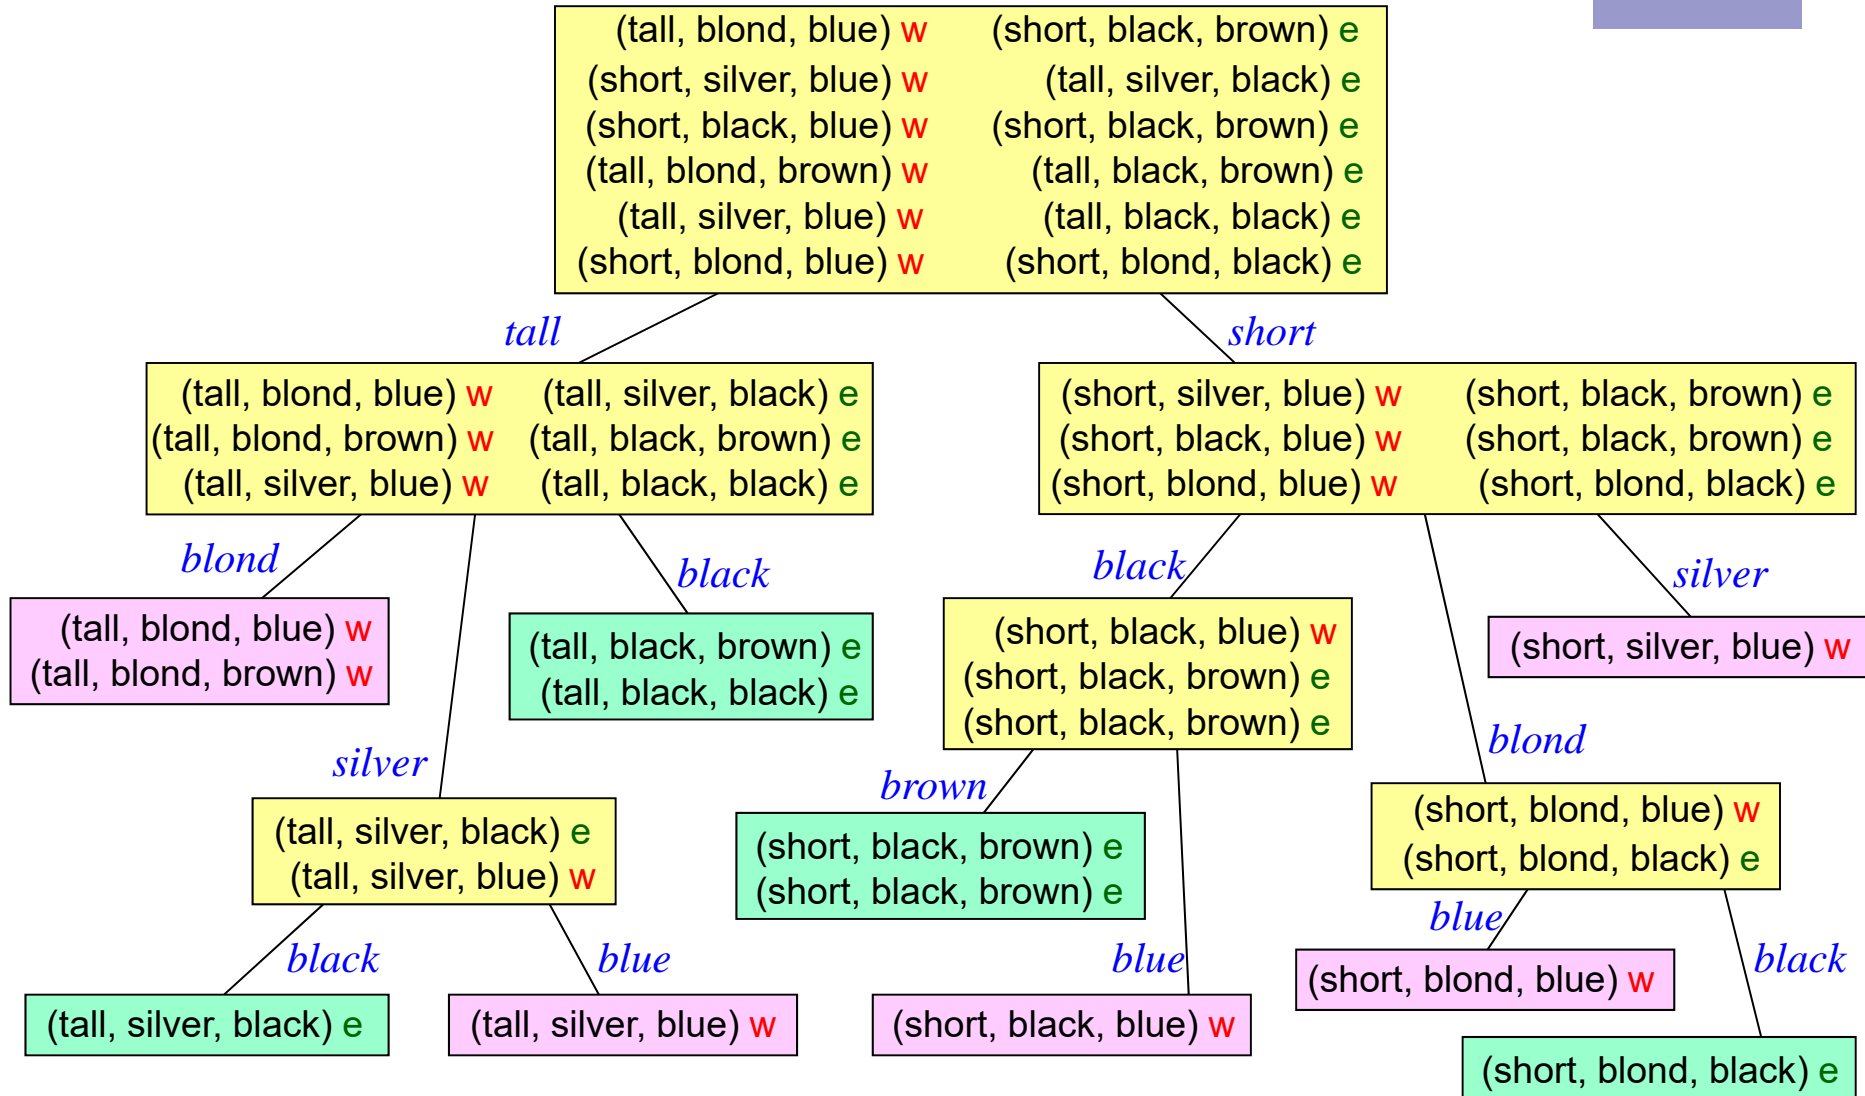 (tall, blond, blue) w (short, black, brown) e
(short, silver, blue) w (tall, silver, black) e
(short, black, blue) w (short, black, brown) e
(tall, blond, brown) w (tall, black, brown) e
(tall, silver, blue) w (tall, black, black) e
(short, blond, blue) w (short, blond, black) e
tall
short
(tall, blond, blue) w (tall, silver, black) e
(tall, blond, brown) w (tall, black, brown) e
(tall, silver, blue) w (tall, black, black) e
(short, silver, blue) w (short, black, brown) e
(short, black, blue) w (short, black, brown) e
(short, blond, blue) w (short, blond, black) e
blond
black
black
silver
(tall, blond, blue) w
(tall, blond, brown) w
(tall, black, brown) e
(tall, black, black) e
(short, black, blue) w
(short, black, brown) e
(short, black, brown) e
(short, silver, blue) w
silver
brown
blond
(tall, silver, black) e
(tall, silver, blue) w
(short, black, brown) e
(short, black, brown) e
(short, blond, blue) w
(short, blond, black) e
black
blue
blue
blue
black
(tall, silver, black) e
(tall, silver, blue) w
(short, black, blue) w
(short, blond, blue) w
(short, blond, black) e